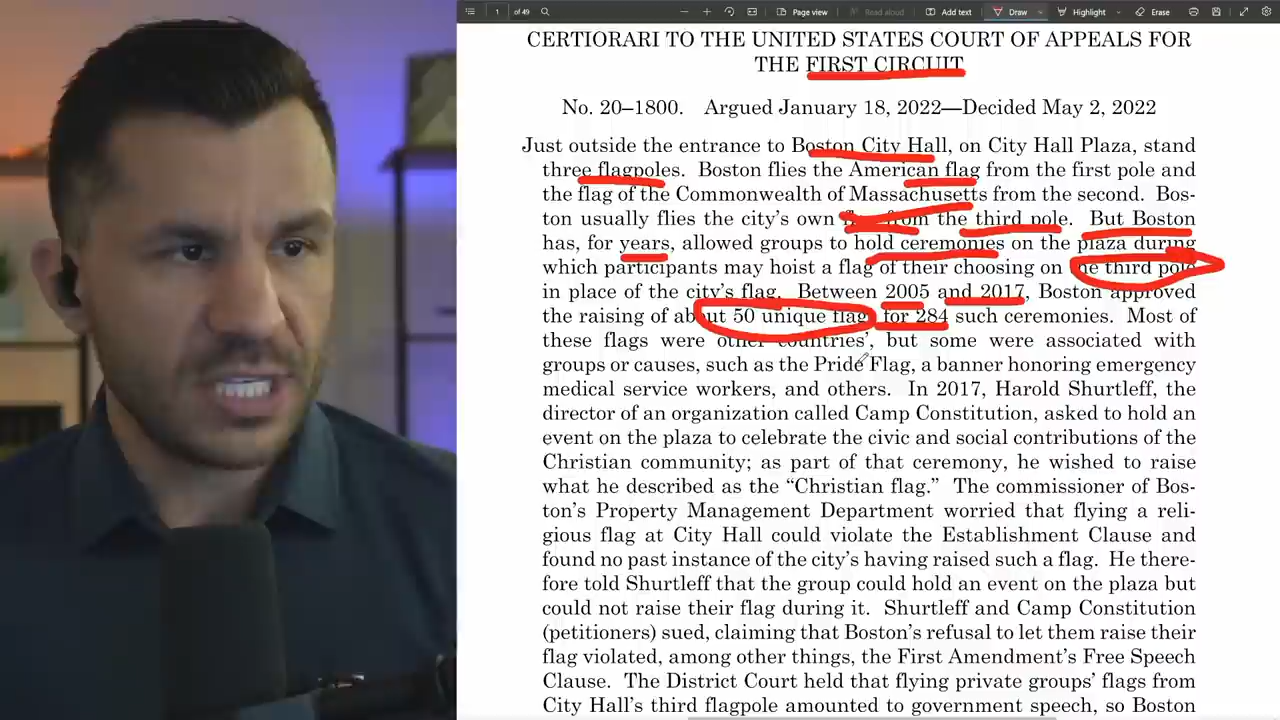 1 of 49 Page view Read aloud Add text Draw Highlight Erase
CERTIORARI TO THE UNITED STATES COURT OF APPEALS FOR
THE FIRST CIRCUIT
No. 20–1800. Argued January 18, 2022—Decided May 2, 2022
Just outside the entrance to Boston City Hall, on City Hall Plaza, stand
three flagpoles. Boston flies the American flag from the first pole and
the flag of the Commonwealth of Massachusetts from the second. Bos-
ton usually flies the city’s own flag from the third pole. But Boston
has, for years, allowed groups to hold ceremonies on the plaza during
which participants may hoist a flag of their choosing on the third pole
in place of the city’s flag. Between 2005 and 2017, Boston approved
the raising of about 50 unique flags for 284 such ceremonies. Most of
these flags were other countries’, but some were associated with
groups or causes, such as the Pride Flag, a banner honoring emergency
medical service workers, and others. In 2017, Harold Shurtleff, the
director of an organization called Camp Constitution, asked to hold an
event on the plaza to celebrate the civic and social contributions of the
Christian community; as part of that ceremony, he wished to raise
what he described as the “Christian flag.” The commissioner of Bos-
ton’s Property Management Department worried that flying a reli-
gious flag at City Hall could violate the Establishment Clause and
found no past instance of the city’s having raised such a flag. He there-
fore told Shurtleff that the group could hold an event on the plaza but
could not raise their flag during it. Shurtleff and Camp Constitution
(petitioners) sued, claiming that Boston’s refusal to let them raise their
flag violated, among other things, the First Amendment’s Free Speech
Clause. The District Court held that flying private groups’ flags from
City Hall’s third flagpole amounted to government speech, so Boston